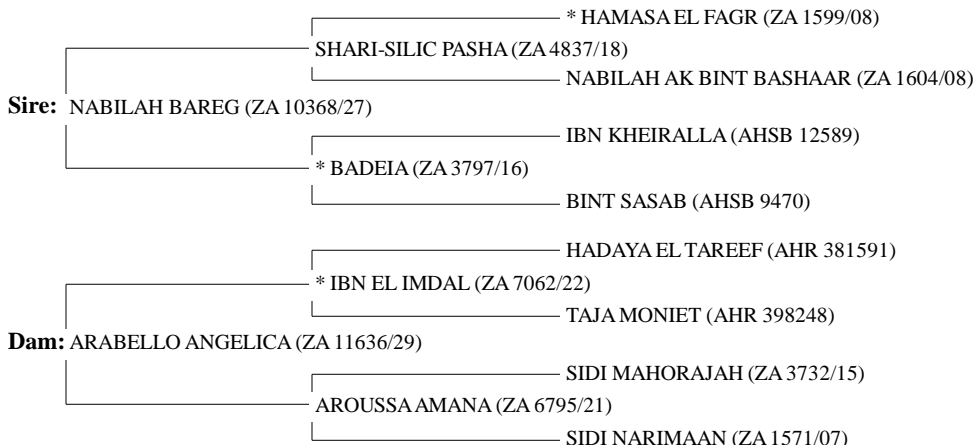 * HAMASA EL FAGR (ZA 1599/08)
SHARI-SILIC PASHA (ZA 4837/18)
NABILAH AK BINT BASHAAR (ZA 1604/08)
Sire: NABILAH BAREG (ZA 10368/27)
IBN KHEIRALLA (AHSB 12589)
* BADEIA (ZA 3797/16)
BINT SASAB (AHSB 9470)
HADAYA EL TAREEF (AHR 381591)
* IBN EL IMDAL (ZA 7062/22)
TAJA MONIET (AHR 398248)
Dam: ARABELLO ANGELICA (ZA 11636/29)
SIDI MAHORAJAH (ZA 3732/15)
AROUSSA AMANA (ZA 6795/21)
SIDI NARIMAAN (ZA 1571/07)